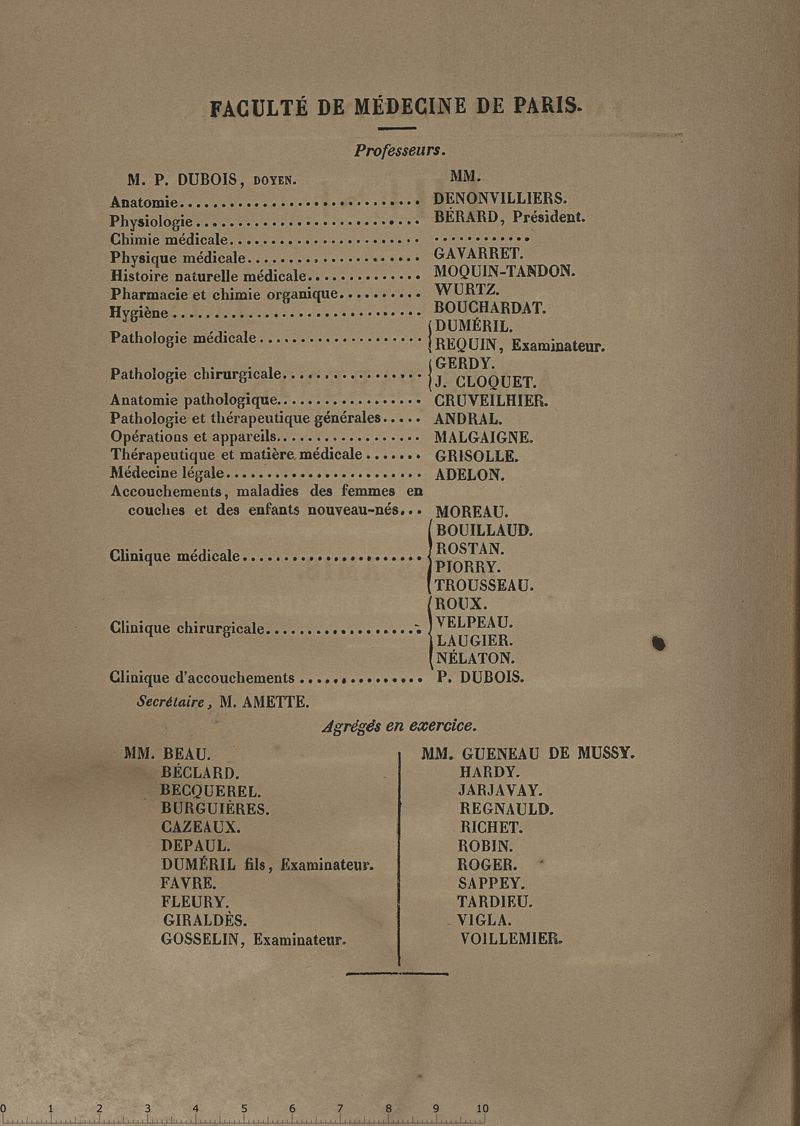 FACULTÉ DE MÉDECINE DE PARIS.
Professeurs.
M. P. DUBOIS, DOYEN. MM.
Anatomie.............................. DENONVILLIERS.
Physiologie........................... BÉRARD, Président.
Chimie médicale....................... ............
Physique médicale..................... GAVARRET.
Histoire naturelle médicale.............. MOQUIN-TANDON.
Pharmacie et chimie organique.......... WURTZ.
Hygiène.............................. BOUCHARDAT.
Pathologie médicale.................... DUMÉRIL.
REQUIN, Examinateur.
Pathologie chirurgicale................. GERDY.
J. CLOQUET.
Anatomie pathologique.................. CRUVEILHIER.
Pathologie et thérapeutique générales..... ANDRAL.
Opérations et appareils................. MALGAIGNE.
Thérapeutique et matière médicale....... GRISOLLE.
Médecine légale........................ ADELON.
Accouchements, maladies des femmes en
couches et des enfants nouveau-nés... MOREAU.
Clinique médicale...................... BOUILLAUD.
ROSTAN.
PIORRY.
TROUSSEAU.
Clinique chirurgicale................... ROUX.
VELPEAU.
LAUGIER.
NÉLATON.
Clinique d'accouchements............... P. DUBOIS.
Secrétaire, M. AMETTE.
Agrégés en exercice.
MM. BEAU.
BÉCLARD.
BECQUEREL.
BURGUIÈRES.
CAZEAUX.
DEPAUL.
DUMÉRIL fils, Examinateur.
FAVRE.
FLEURY.
GIRALDÈS.
GOSSELIN, Examinateur.
MM. GUENEAU DE MUSSY.
HARDY.
JARJAVAY.
REGNAULD.
RICHET.
ROBIN.
ROGER.
SAPPEY.
TARDIEU.
VIGLA.
VOILLEMIER.
0 1 2 3 4 5 6 7 8 9 10